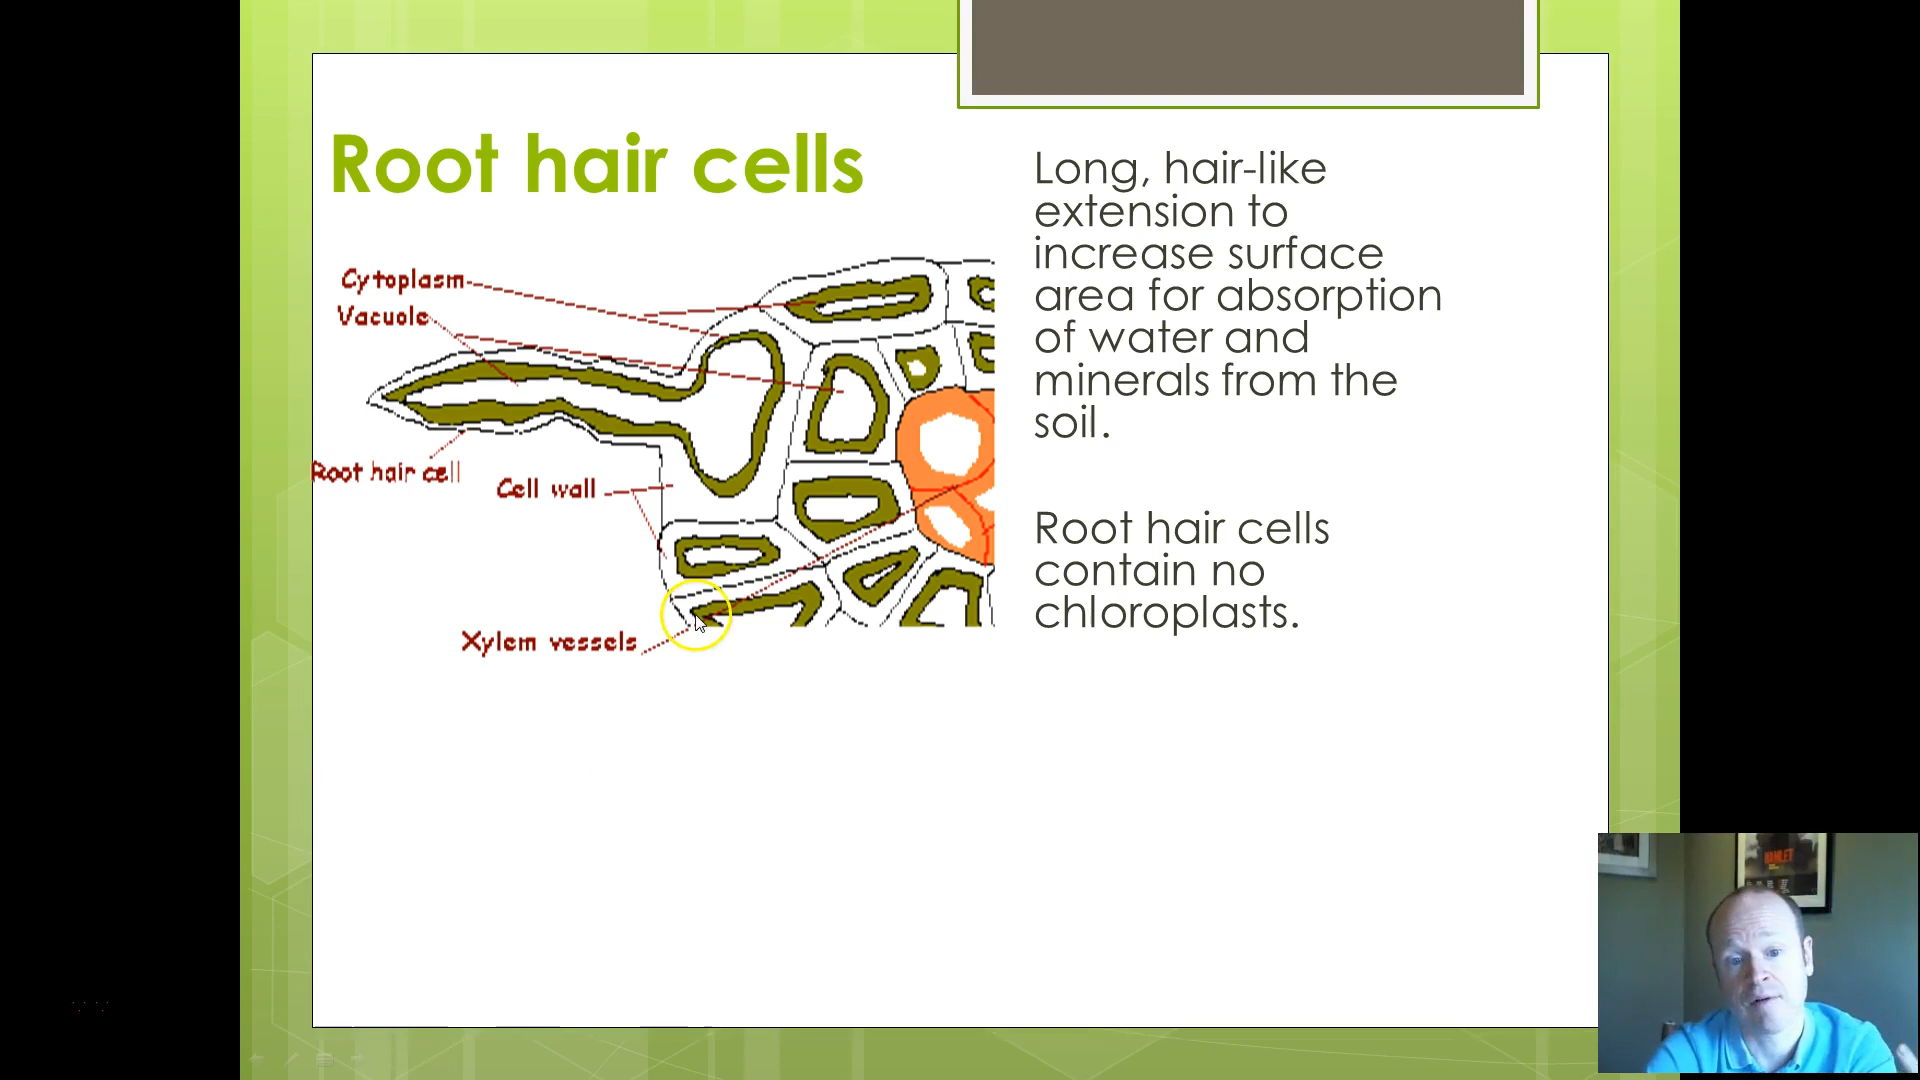 Root hair cells
Long, hair-like
extension to
increase surface
area for absorption
of water and
minerals from the
soil.
Root hair cells
contain no
chloroplasts.
Cytoplasm
Vacuole
Root hair cell
Cell wall
Xylem vessels
HAMLET